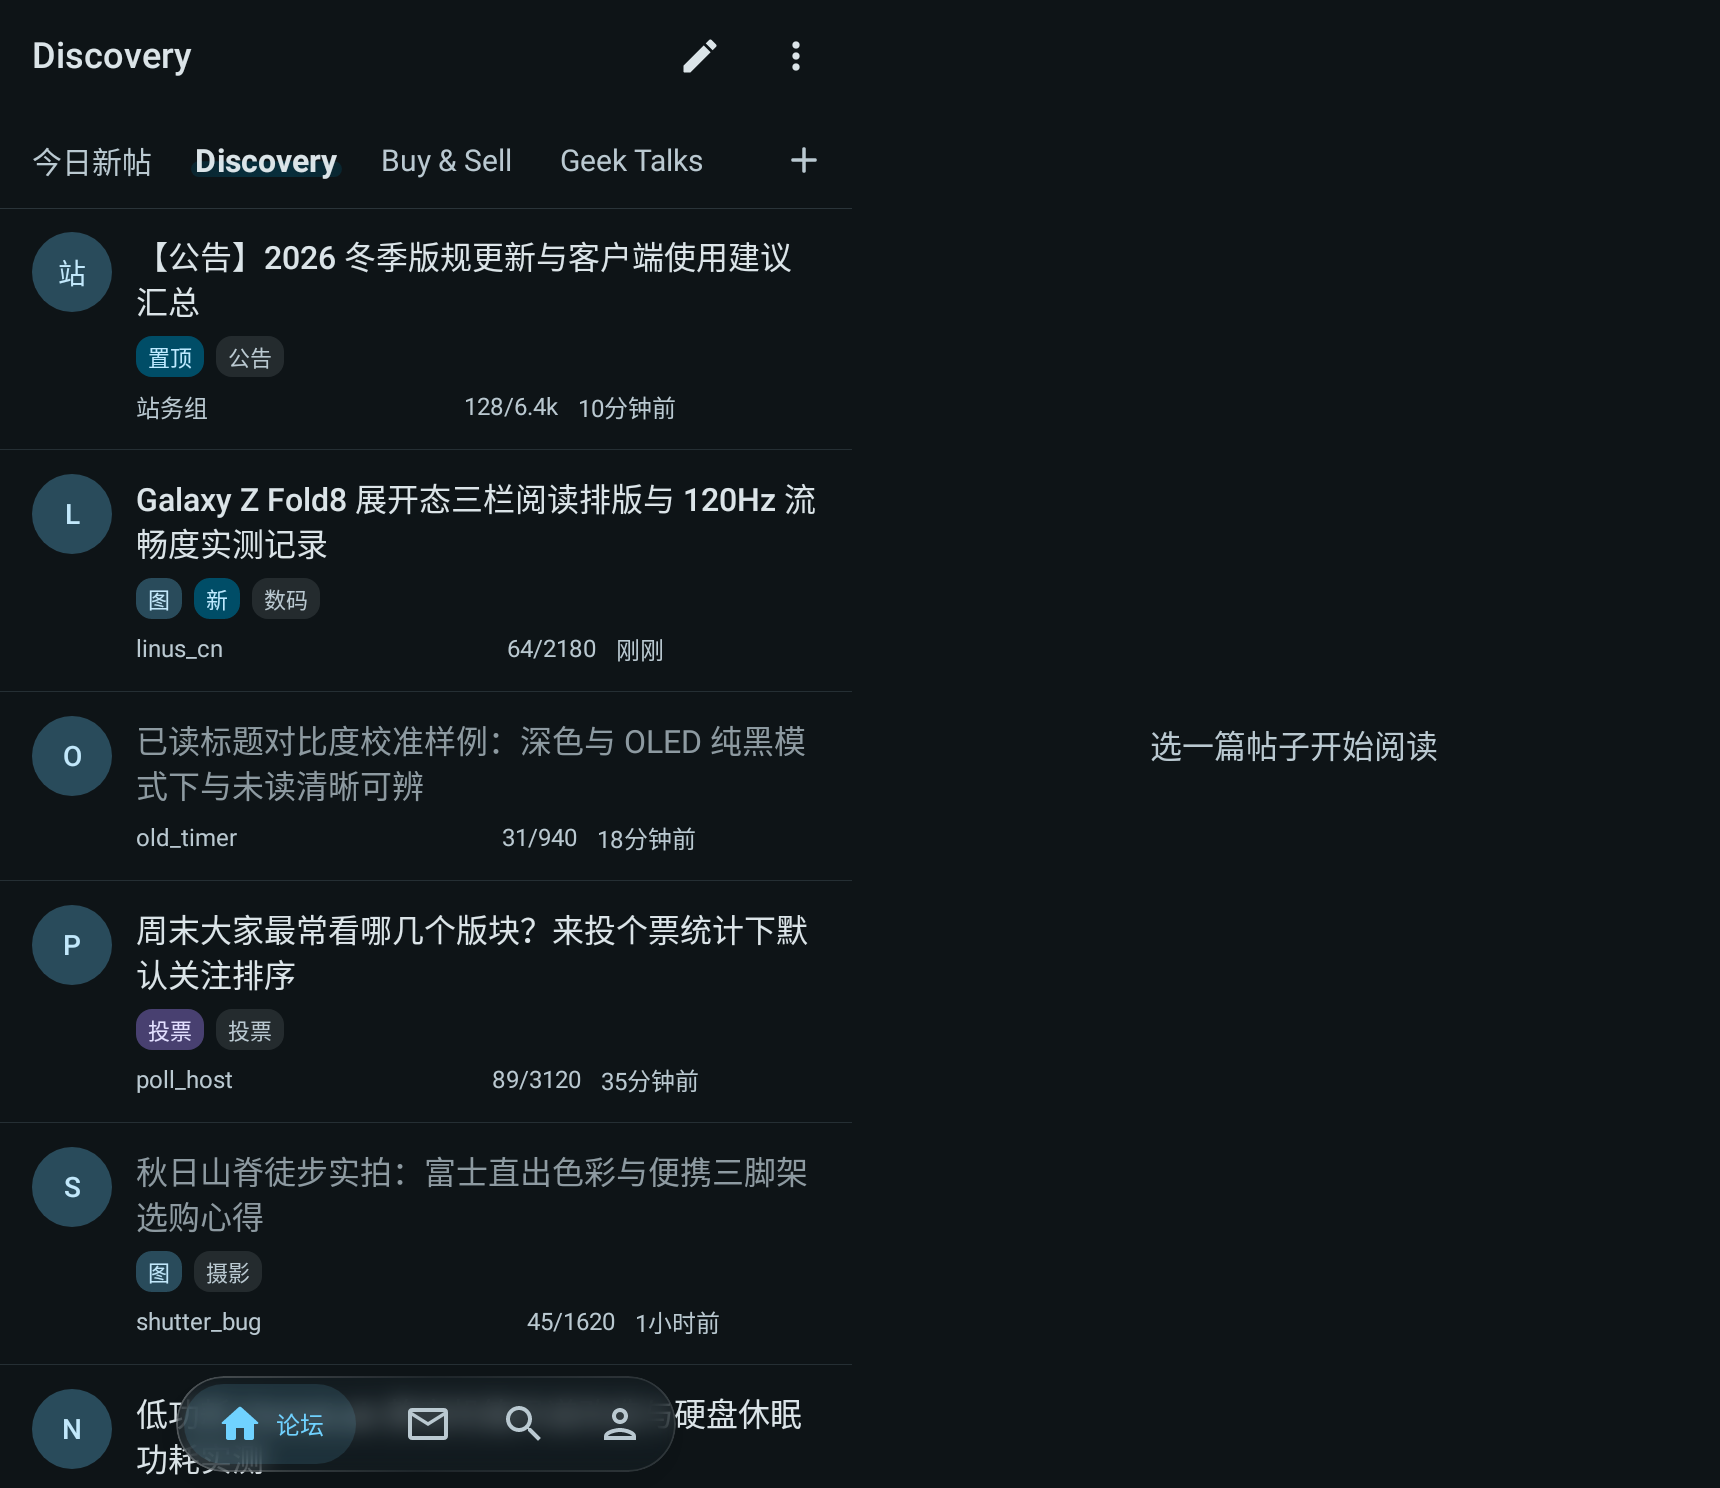 Discovery
今日新帖 Discovery Buy & Sell Geek Talks
站
【公告】2026 冬季版规更新与客户端使用建议
汇总
置顶 公告
站务组 128/6.4k 10分钟前
L
Galaxy Z Fold8 展开态三栏阅读排版与 120Hz 流
畅度实测记录
图 新 数码
linus_cn 64/2180 刚刚
O
已读标题对比度校准样例：深色与 OLED 纯黑模
式下与未读清晰可辨
old_timer 31/940 18分钟前
P
周末大家最常看哪几个版块？来投个票统计下默
认关注排序
投票 投票
poll_host 89/3120 35分钟前
S
秋日山脊徒步实拍：富士直出色彩与便携三脚架
选购心得
图 摄影
shutter_bug 45/1620 1小时前
N
低功 与硬盘休眠
功耗实测
论坛
选一篇帖子开始阅读